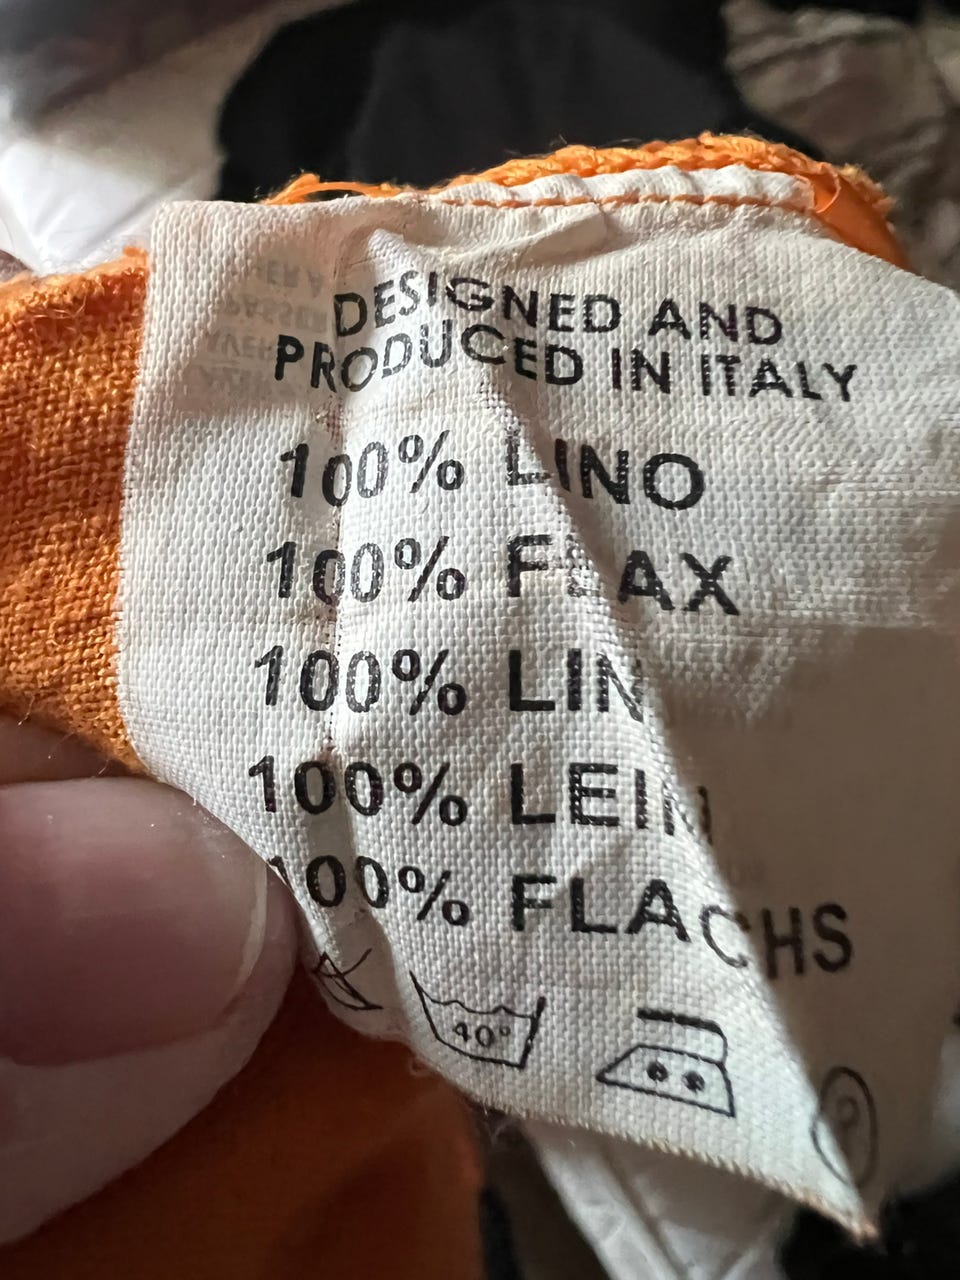 DESIGNED AND
PRODUCED IN ITALY
100% LINO
100% FLAX
100% LIN
100% LEIN
100% FLACHS
40°
P